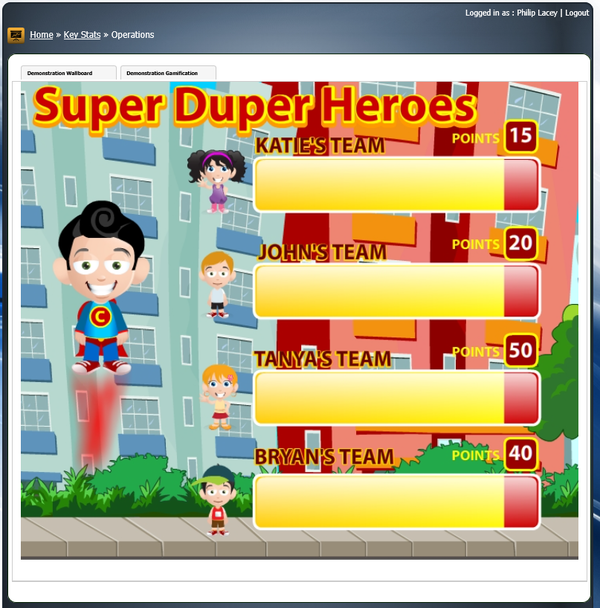 Logged in as : Philip Lacey | Logout
Home » Key Stats » Operations
Demonstration Wallboard Demonstration Gamification
Super Duper Heroes
KATIE'S TEAM POINTS 15
JOHN'S TEAM POINTS 20
C
TANYA'S TEAM POINTS 50
BRYAN'S TEAM POINTS 40